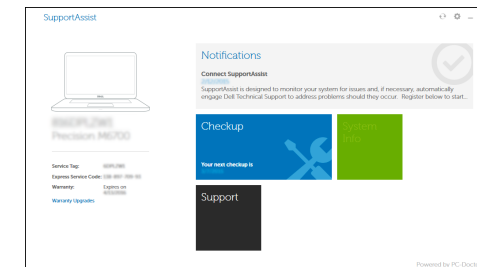 SupportAssist
Notifications
Connect SupportAssist
SupportAssist is designed to monitor your system for issues and, if necessary, automatically
engage Dell Technical Support to address problems should they occur. Register below to start...
Precision M6700
Checkup
System
Info
Your next checkup is
Service Tag:
Express Service Code:
Warranty: Expires on
Warranty Upgrades
Support
Powered by PC-Docto